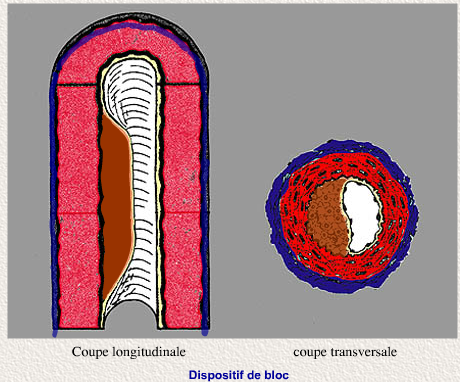 Coupe longitudinale
coupe transversale
Dispositif de bloc